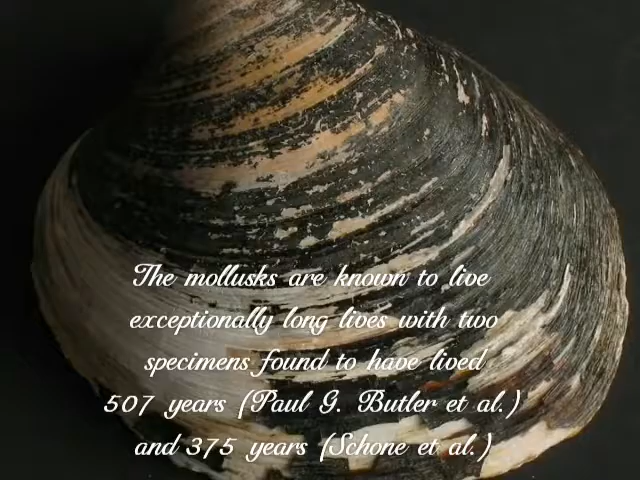 The mollusks are known to live
exceptionally long lives with two
specimens found to have lived
507 years (Paul G. Butler et al.)
and 375 years (Schone et al.)